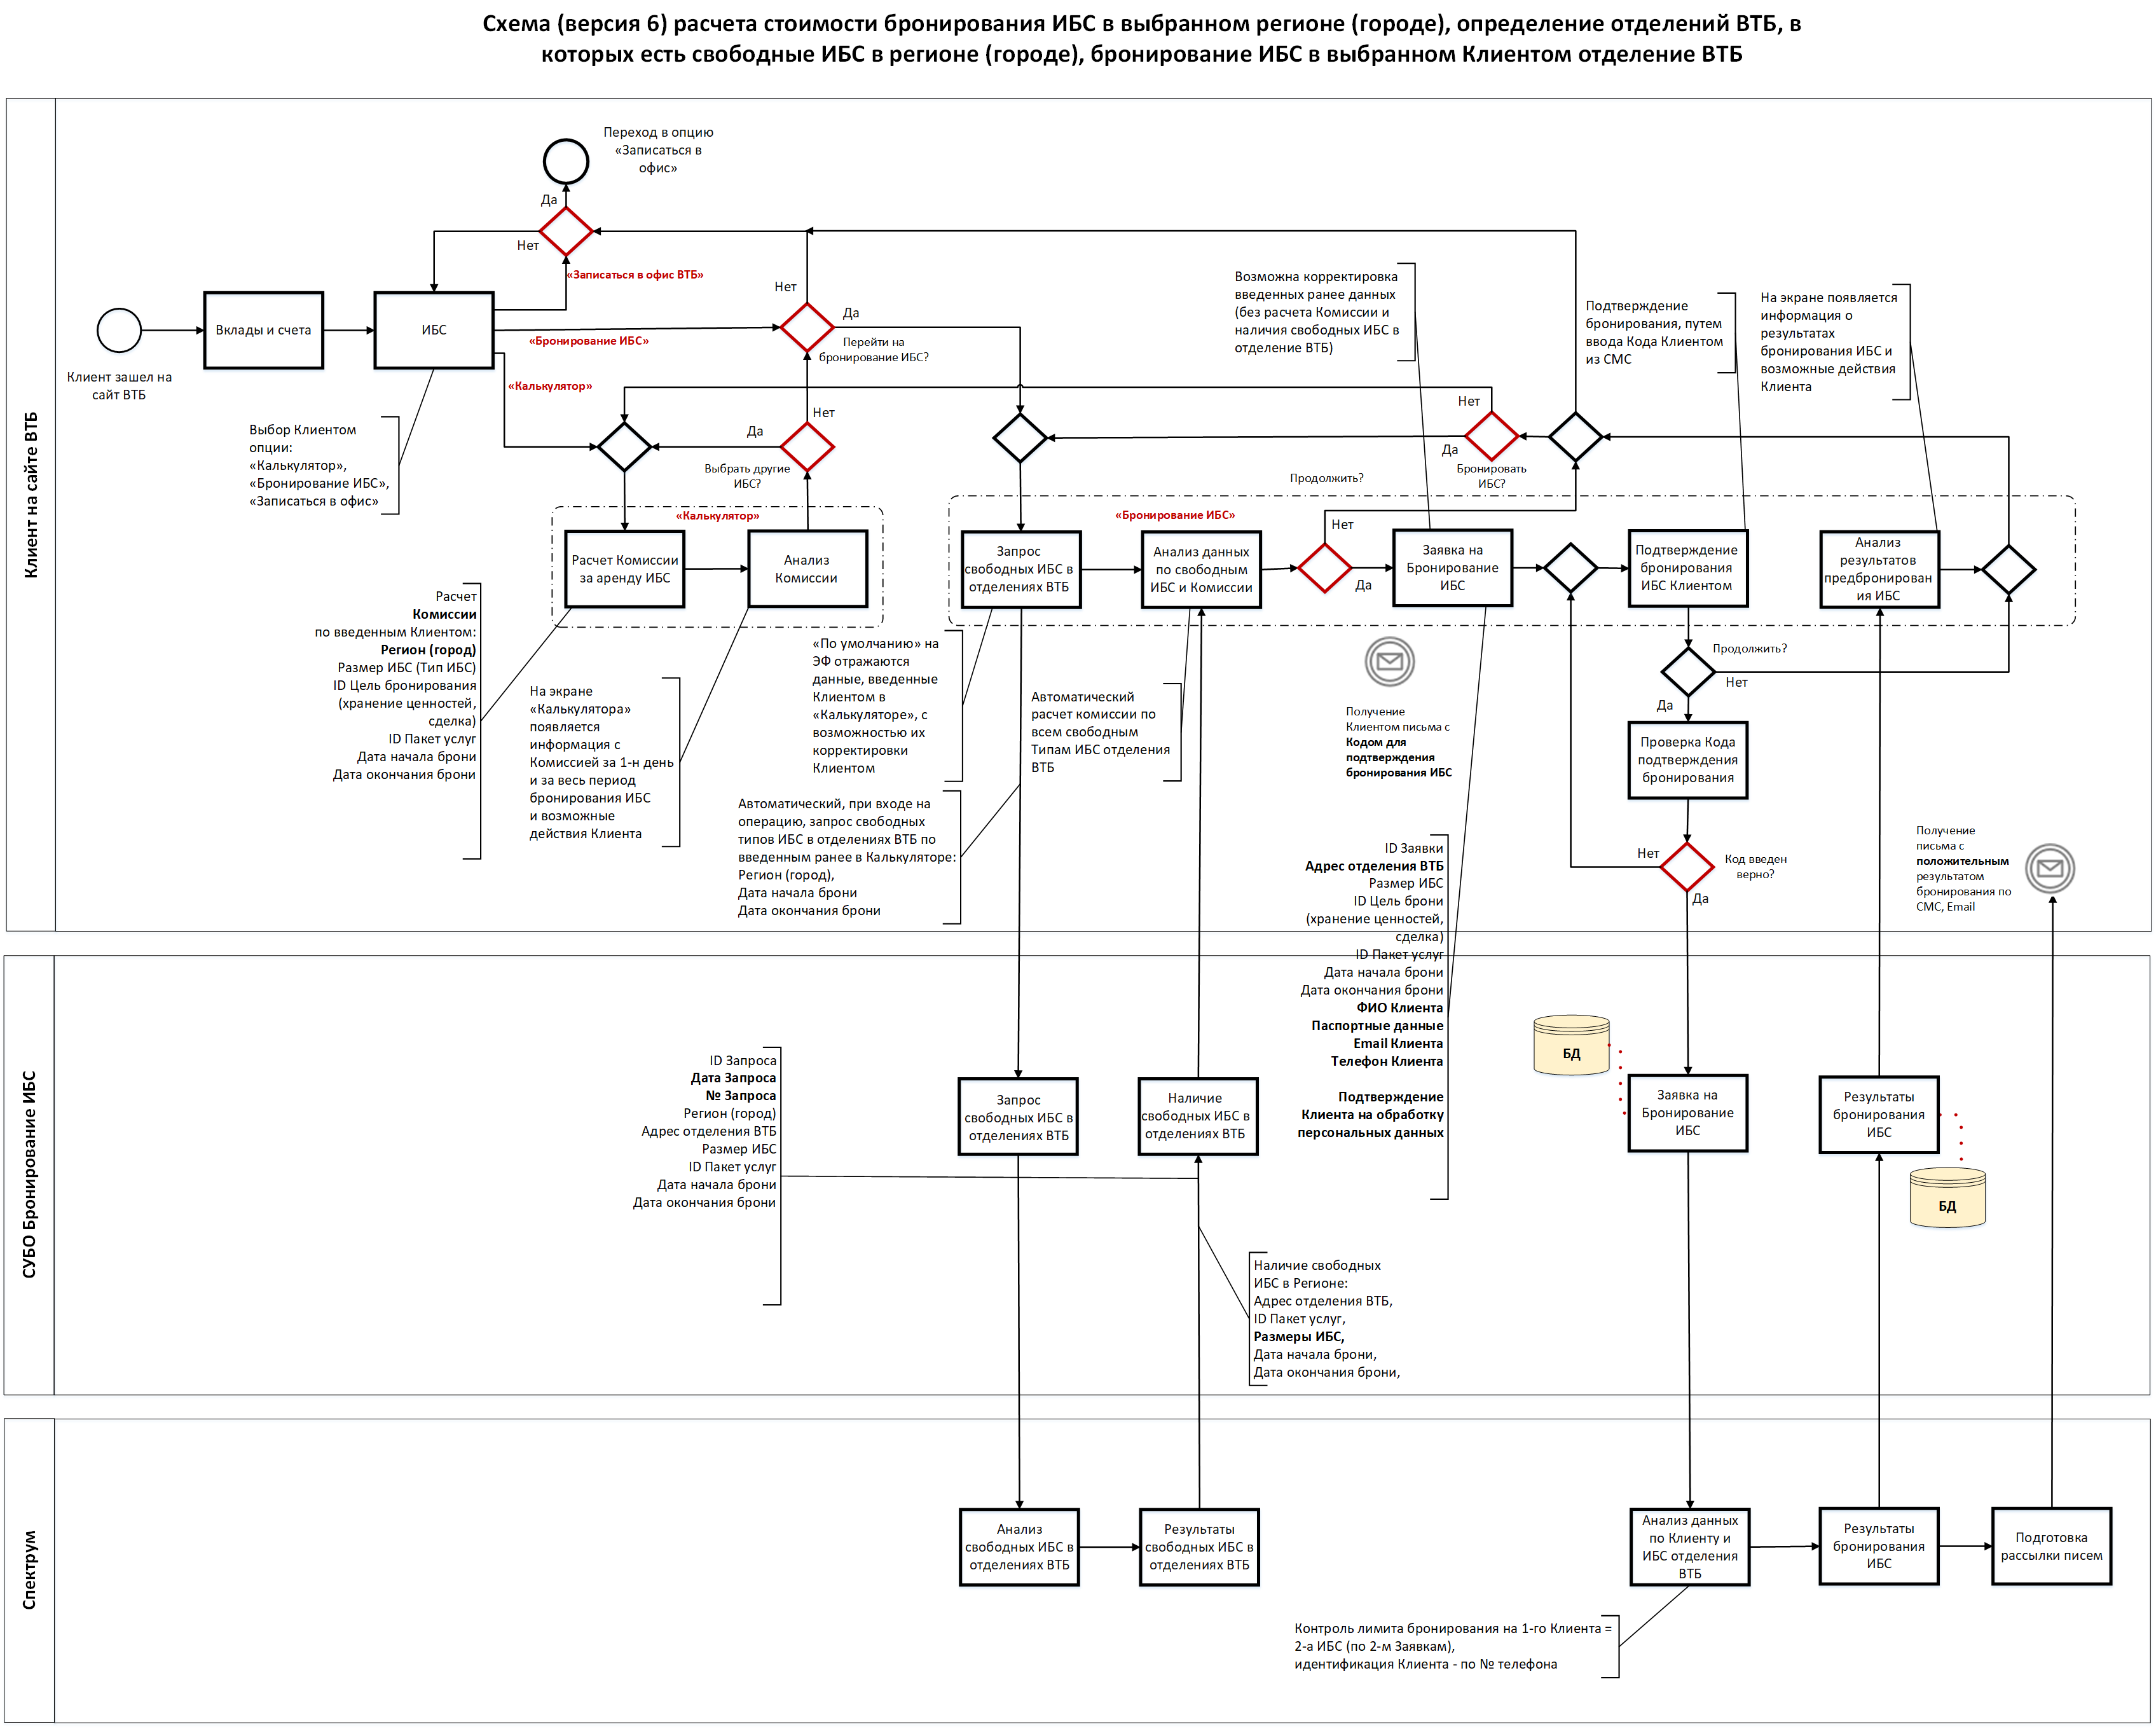 Схема (версия 6) расчета стоимости бронирования ИБС в выбранном регионе (городе), определение отделений ВТБ, в
которых есть свободные ИБС в регионе (городе), бронирование ИБС в выбранном Клиентом отделение ВТБ
Клиент на сайте ВТБ
Переход в опцию
«Записаться в
офис»
Да
Нет
«Записаться в офис ВТБ»
Клиент зашел на
сайт ВТБ
Вклады и счета
ИБС
«Бронирование ИБС»
«Калькулятор»
Выбор Клиентом
опции:
«Калькулятор»,
«Бронирование ИБС»,
«Записаться в офис»
Нет
Да
Перейти на
бронирование ИБС?
Нет
Да
Выбрать другие
ИБС?
«Калькулятор»
Расчет Комиссии
за аренду ИБС
Анализ
Комиссии
Расчет
Комиссии
по введенным Клиентом:
Регион (город)
Размер ИБС (Тип ИБС)
ID Цель бронирования
(хранение ценностей,
сделка)
ID Пакет услуг
Дата начала брони
Дата окончания брони
На экране
«Калькулятора»
появляется
информация с
Комиссией за 1-н день
и за весь период
бронирования ИБС
и возможные
действия Клиента
Возможна корректировка
введенных ранее данных
(без расчета Комиссии и
наличия свободных ИБС в
отделение ВТБ)
Подтверждение
бронирования, путем
ввода Кода Клиентом
из СМС
На экране появляется
информация о
результатах
бронирования ИБС и
возможные действия
Клиента
Нет
Да
Бронировать
ИБС?
Продолжить?
«Бронирование ИБС»
Нет
Да
Запрос
свободных ИБС в
отделениях ВТБ
Анализ данных
по свободным
ИБС и Комиссии
Заявка на
Бронирование
ИБС
Подтверждение
бронирования
ИБС Клиентом
Анализ
результатов
предбронирован
ия ИБС
«По умолчанию» на
ЭФ отражаются
данные, введенные
Клиентом в
«Калькуляторе», с
возможностью их
корректировки
Клиентом
Автоматический
расчет комиссии по
всем свободным
Типам ИБС отделения
ВТБ
Автоматический, при входе на
операцию, запрос свободных
типов ИБС в отделениях ВТБ по
введенным ранее в Калькуляторе:
Регион (город),
Дата начала брони
Дата окончания брони
Получение
Клиентом письма с
Кодом для
подтверждения
бронирования ИБС
Продолжить?
Нет
Да
Проверка Кода
подтверждения
бронирования
Нет
Код введен
верно?
Да
Получение
письма с
положительным
результатом
бронирования по
СМС, Email
ID Заявки
Адрес отделения ВТБ
Размер ИБС
ID Цель брони
(хранение ценностей,
сделка)
ID Пакет услуг
Дата начала брони
Дата окончания брони
ФИО Клиента
Паспортные данные
Email Клиента
Телефон Клиента
Подтверждение
Клиента на обработку
персональных данных
СУБО Бронирование ИБС
ID Запроса
Дата Запроса
№ Запроса
Регион (город)
Адрес отделения ВТБ
Размер ИБС
ID Пакет услуг
Дата начала брони
Дата окончания брони
Запрос
свободных ИБС в
отделениях ВТБ
Наличие
свободных ИБС в
отделениях ВТБ
БД
Заявка на
Бронирование
ИБС
Результаты
бронирования
ИБС
БД
Наличие свободных
ИБС в Регионе:
Адрес отделения ВТБ,
ID Пакет услуг,
Размеры ИБС,
Дата начала брони,
Дата окончания брони,
Спектрум
Анализ
свободных ИБС в
отделениях ВТБ
Результаты
свободных ИБС в
отделениях ВТБ
Анализ данных
по Клиенту и
ИБС отделения
ВТБ
Результаты
бронирования
ИБС
Подготовка
рассылки писем
Контроль лимита бронирования на 1-го Клиента =
2-а ИБС (по 2-м Заявкам),
идентификация Клиента - по № телефона